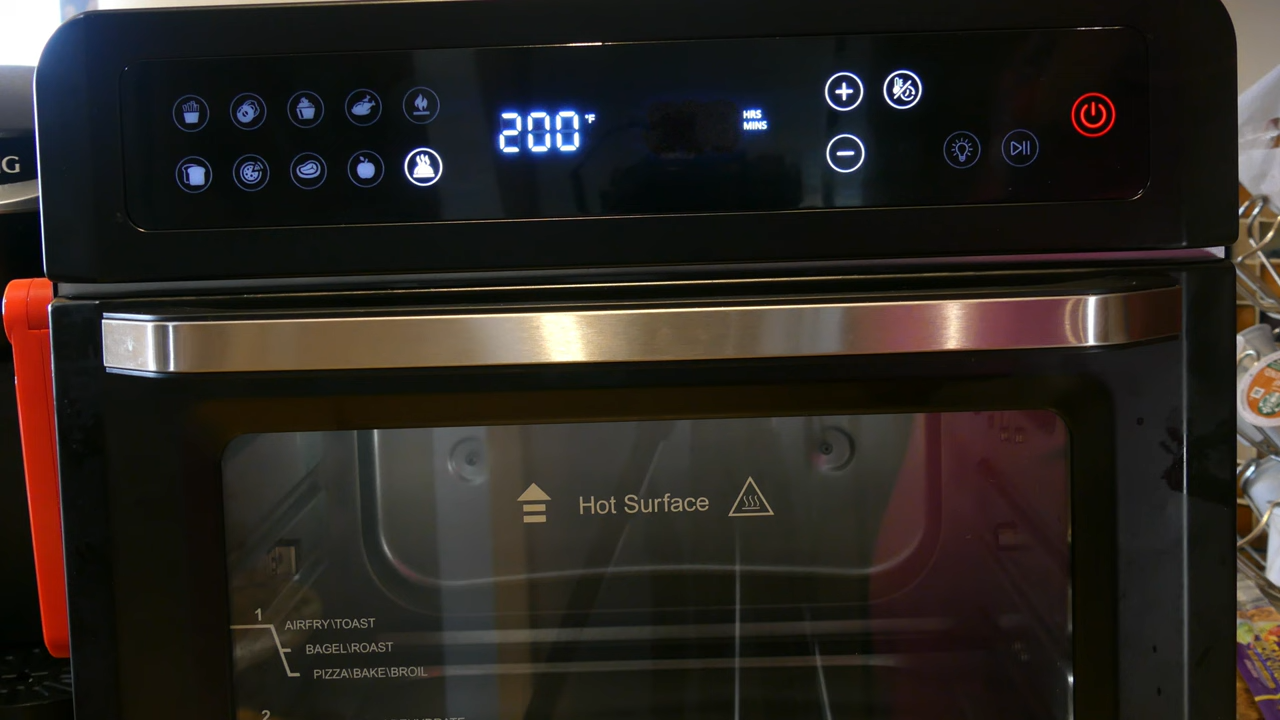 200 °F
HRS
MINS
G
Hot Surface
1
AIRFRY\TOAST
BAGEL\ROAST
PIZZA\BAKE\BROIL
2